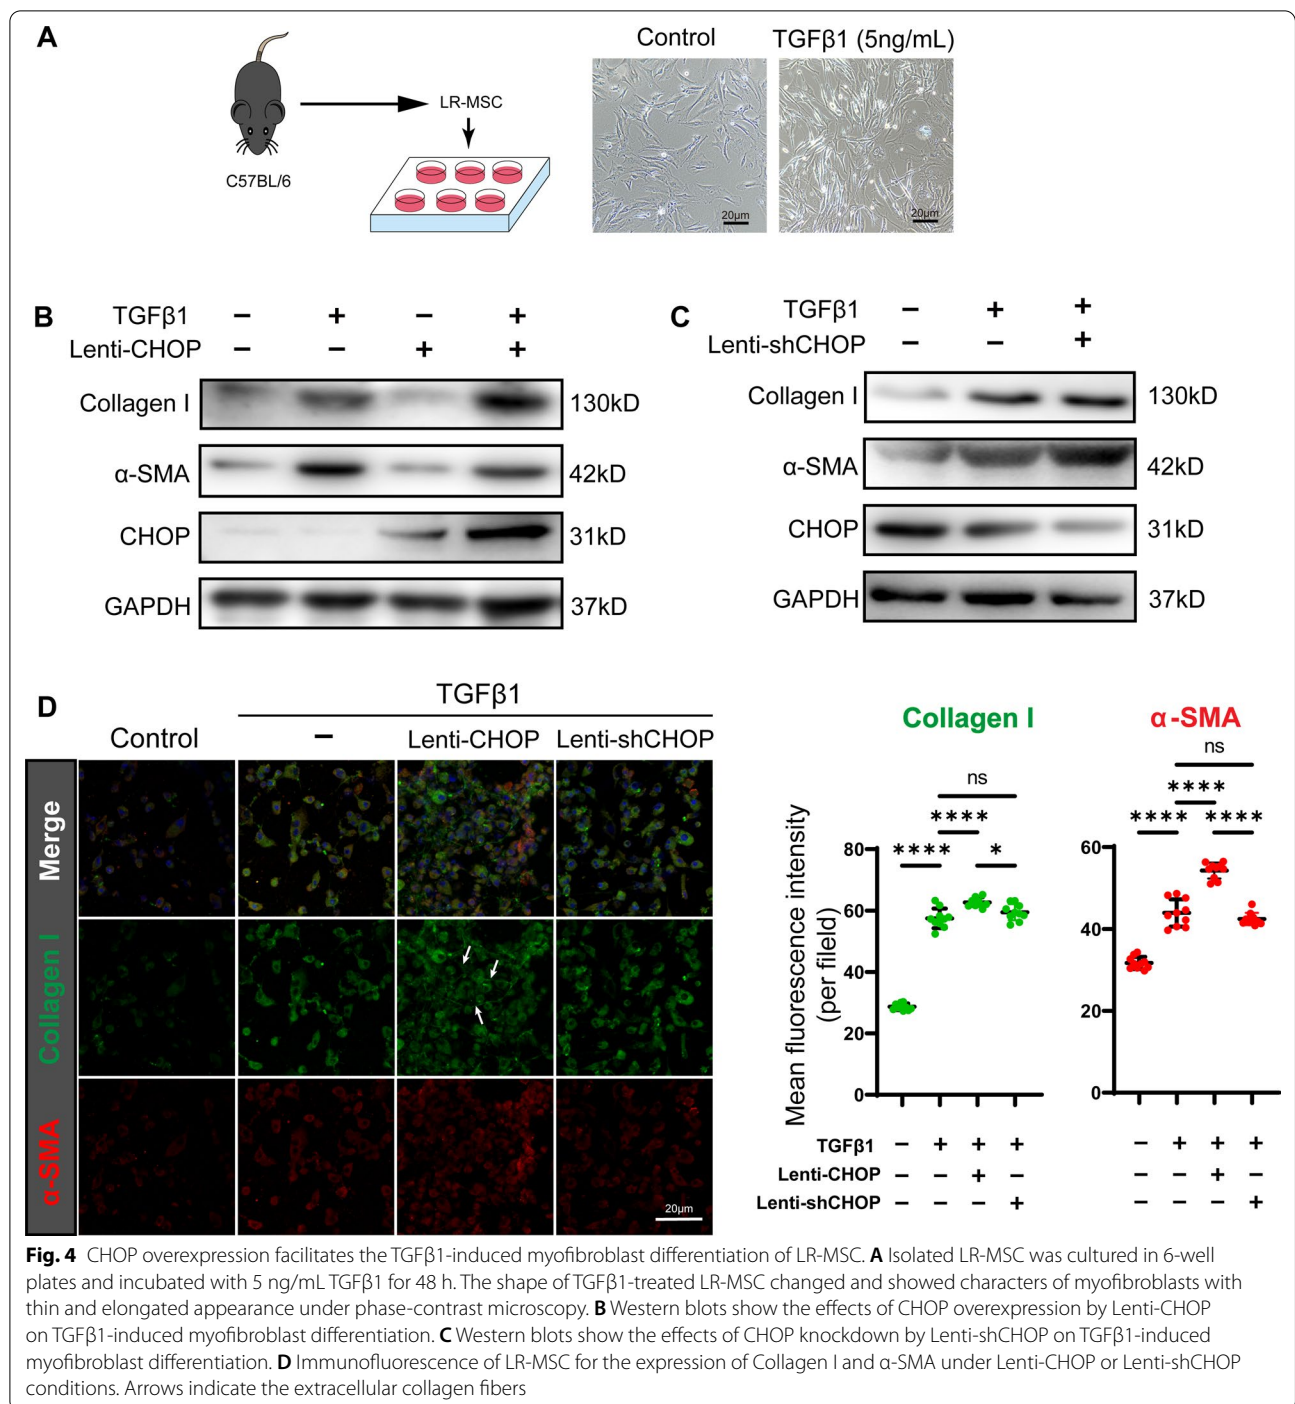 A
C57BL/6
LR-MSC
Control
TGFβ1 (5ng/mL)
20μm
20μm
B
TGFβ1 − + − +
Lenti-CHOP − − + +
Collagen I 130kD
α-SMA 42kD
CHOP 31kD
GAPDH 37kD
C
TGFβ1 − + +
Lenti-shCHOP − − +
Collagen I 130kD
α-SMA 42kD
CHOP 31kD
GAPDH 37kD
D
TGFβ1
Control − Lenti-CHOP Lenti-shCHOP
Merge
Collagen I
α-SMA
20μm
Collagen I
ns
****
**** *
Mean fluorescence intensity
(per fileld)
80
60
40
20
0
TGFβ1 − + + +
Lenti-CHOP − − + −
Lenti-shCHOP − − − +
α-SMA
ns
****
**** ****
60
40
20
0
− + + +
− − + −
− − − +
Fig. 4 CHOP overexpression facilitates the TGFβ1-induced myofibroblast differentiation of LR-MSC. A Isolated LR-MSC was cultured in 6-well
plates and incubated with 5 ng/mL TGFβ1 for 48 h. The shape of TGFβ1-treated LR-MSC changed and showed characters of myofibroblasts with
thin and elongated appearance under phase-contrast microscopy. B Western blots show the effects of CHOP overexpression by Lenti-CHOP
on TGFβ1-induced myofibroblast differentiation. C Western blots show the effects of CHOP knockdown by Lenti-shCHOP on TGFβ1-induced
myofibroblast differentiation. D Immunofluorescence of LR-MSC for the expression of Collagen I and α-SMA under Lenti-CHOP or Lenti-shCHOP
conditions. Arrows indicate the extracellular collagen fibers